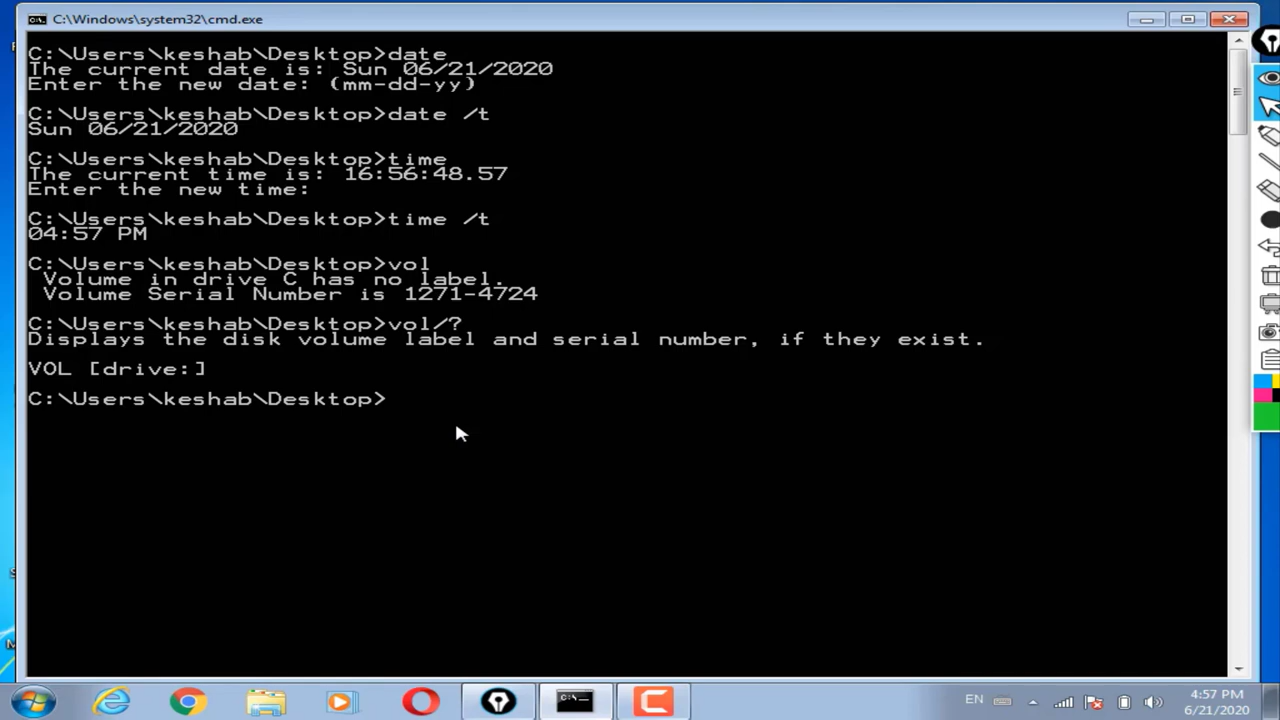 C:\Windows\system32\cmd.exe
C:\Users\keshab\Desktop>date
The current date is: Sun 06/21/2020
Enter the new date: (mm-dd-yy)
C:\Users\keshab\Desktop>date /t
Sun 06/21/2020
C:\Users\keshab\Desktop>time
The current time is: 16:56:48.57
Enter the new time:
C:\Users\keshab\Desktop>time /t
04:57 PM
C:\Users\keshab\Desktop>vol
Volume in drive C has no label.
Volume Serial Number is 1271-4724
C:\Users\keshab\Desktop>vol/?
Displays the disk volume label and serial number, if they exist.
VOL [drive:]
C:\Users\keshab\Desktop>
EN
4:57 PM
6/21/2020